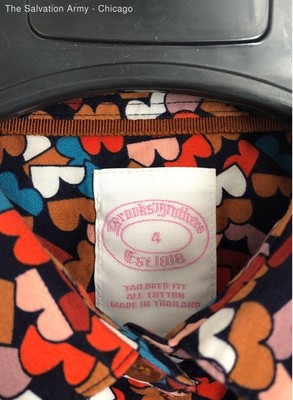 The Salvation Army - Chicago
Brooks Brothers
4
Est. 1818
TAILORED FIT
ALL COTTON
MADE IN THAILAND